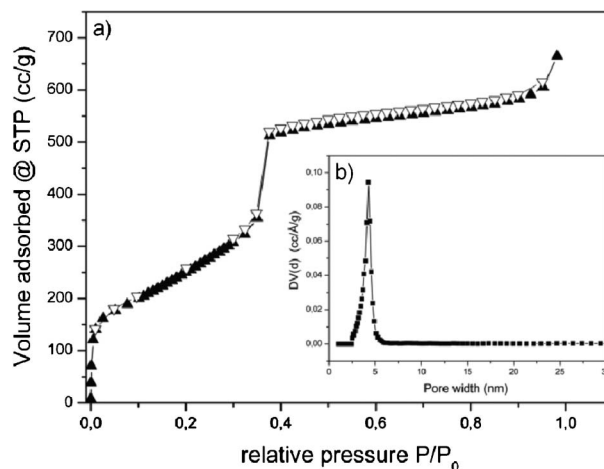 a)
Volume adsorbed @ STP (cc/g)
700
600
500
400
300
200
100
0
0,0 0,2 0,4 0,6 0,8 1,0
relative pressure P/P₀
b)
DV(d) (cc/Å/g)
0,10
0,08
0,06
0,04
0,02
0,00
0 5 10 15 20 25 3
Pore width (nm)